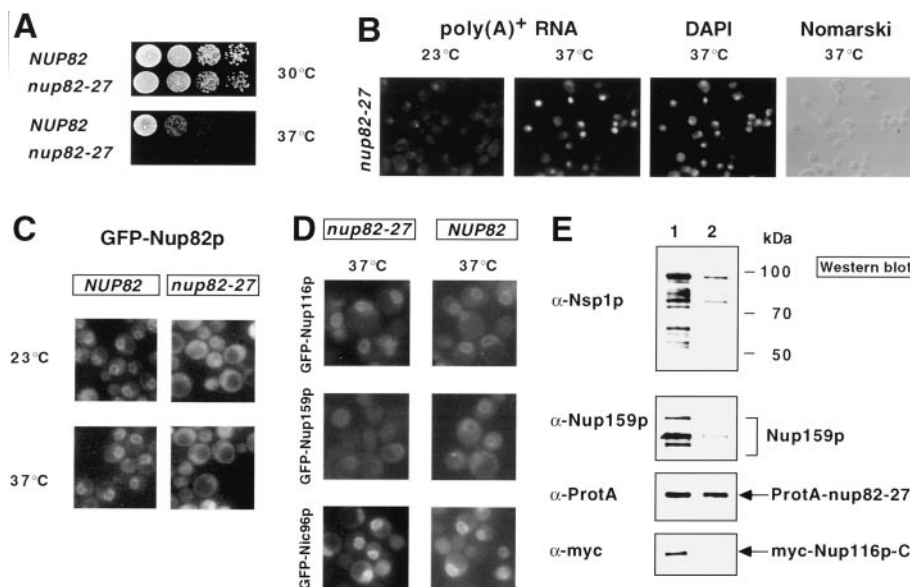 A
NUP82
nup82-27
30°C
NUP82
nup82-27
37°C
B
poly(A)+ RNA
DAPI
Nomarski
23°C
37°C
37°C
37°C
nup82-27
C
GFP-Nup82p
NUP82
nup82-27
23°C
37°C
D
nup82-27
NUP82
37°C
37°C
GFP-Nup116p
GFP-Nup159p
GFP-Nic96p
E
1
2
kDa
Western blot
α-Nsp1p
100
70
50
α-Nup159p
Nup159p
α-ProtA
ProtA-nup82-27
α-myc
myc-Nup116p-C